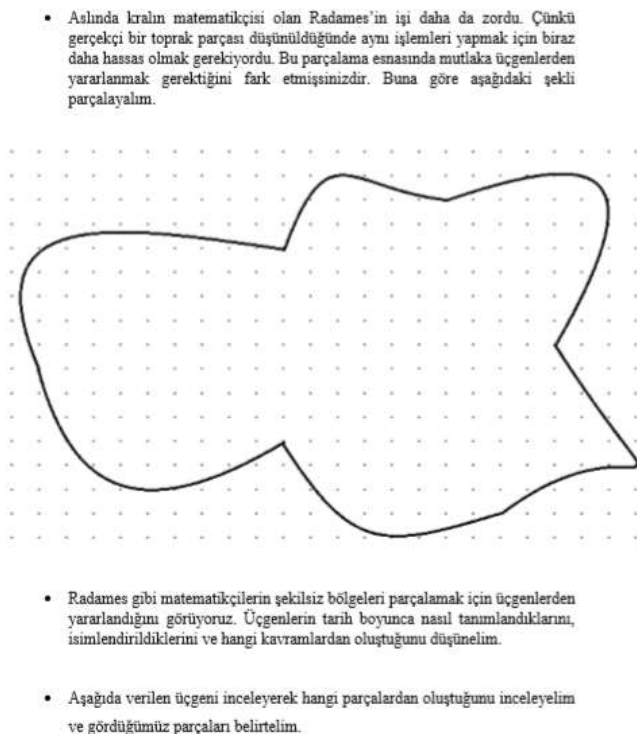 • Aslında kralın matematikçisi olan Radames'in işi daha da zordu. Çünkü
gerçekçi bir toprak parçası düşünüldüğünde aynı işlemleri yapmak için biraz
daha hassas olmak gerekiyordu. Bu parçalama esnasında mutlaka üçgenlerden
yararlanmak gerektiğini fark etmişsinizdir. Buna göre aşağıdaki şekli
parçalayalım.
• Radames gibi matematikçilerin şekilsiz bölgeleri parçalamak için üçgenlerden
yararlandığını görüyoruz. Üçgenlerin tarih boyunca nasıl tanımlandıklarını,
isimlendirildiklerini ve hangi kavramlardan oluştuğunu düşünelim.
• Aşağıda verilen üçgeni inceleyerek hangi parçalardan oluştuğunu inceleyelim
ve gördüğümüz parçaları belirtelim.